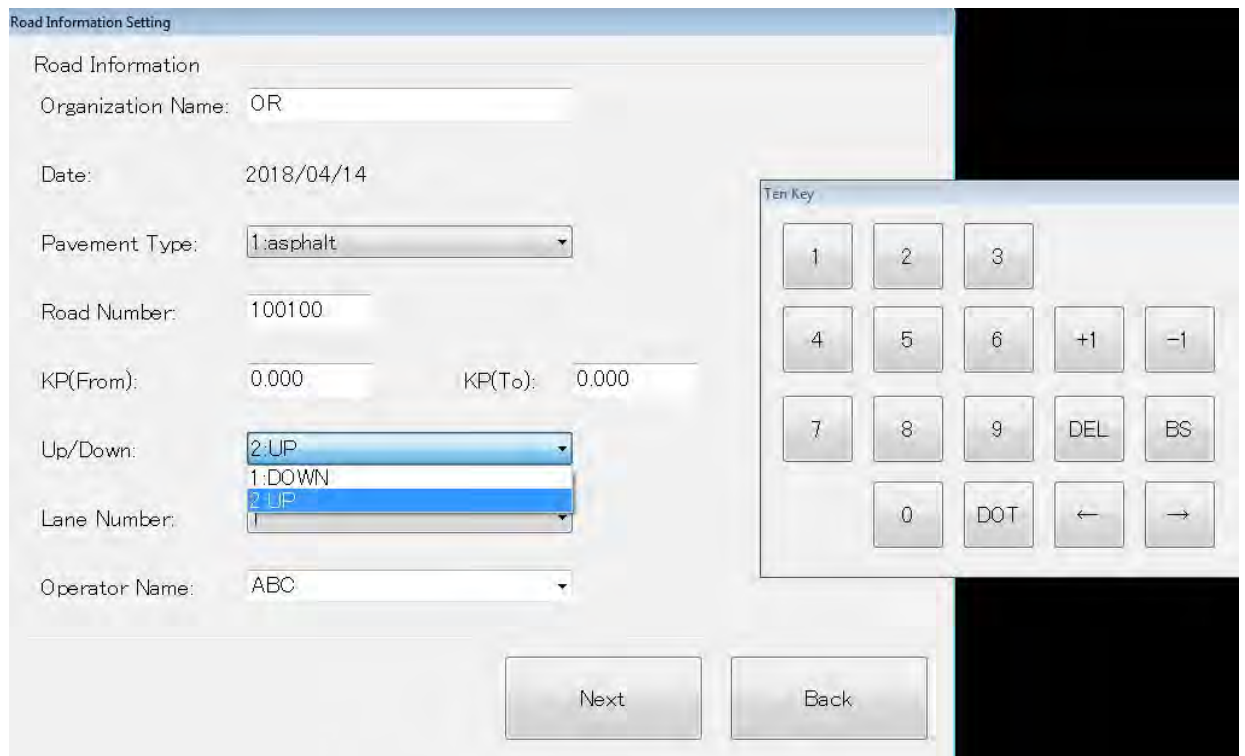 Road Information Setting
Road Information
Organization Name: OR
Date: 2018/04/14
Pavement Type: 1:asphalt
Road Number: 100100
KP(From): 0.000 KP(To): 0.000
Up/Down: 2:UP
1:DOWN
2:UP
Lane Number: 1
Operator Name: ABC
Next Back
Ten Key
1 2 3
4 5 6 +1 -1
7 8 9 DEL BS
0 DOT ← →